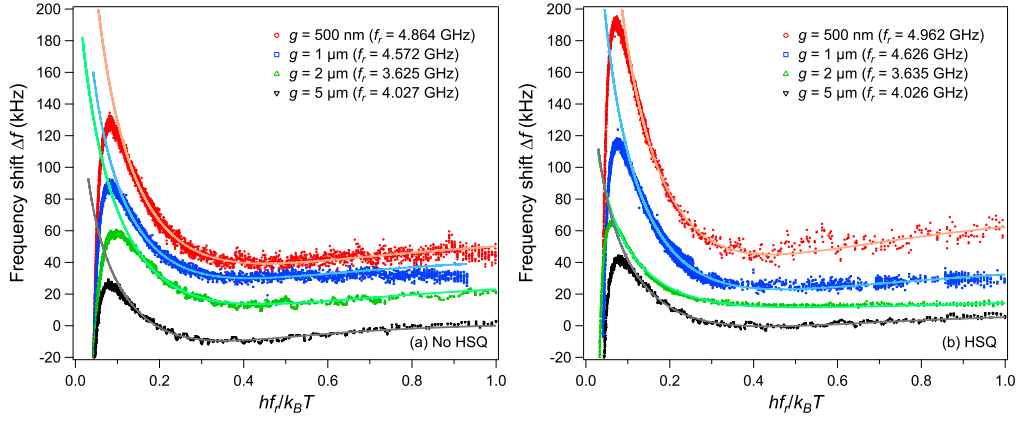 200
180
160
140
120
100
80
60
40
20
0
-20
Frequency shift Δf (kHz)
g = 500 nm (fr = 4.864 GHz)
g = 1 µm (fr = 4.572 GHz)
g = 2 µm (fr = 3.625 GHz)
g = 5 µm (fr = 4.027 GHz)
(a) No HSQ
0.0 0.2 0.4 0.6 0.8 1.0
hfr/kBT
200
180
160
140
120
100
80
60
40
20
0
-20
Frequency shift Δf (kHz)
g = 500 nm (fr = 4.962 GHz)
g = 1 µm (fr = 4.626 GHz)
g = 2 µm (fr = 3.635 GHz)
g = 5 µm (fr = 4.026 GHz)
(b) HSQ
0.0 0.2 0.4 0.6 0.8 1.0
hfr/kBT